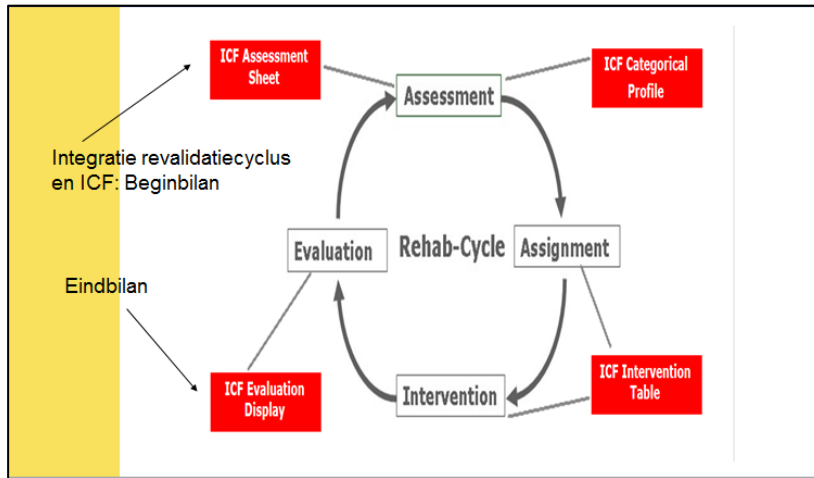 ICF Assessment
Sheet
ICF Categorical
Profile
Assessment
Integratie revalidatiecyclus
en ICF: Beginbilan
Evaluation
Rehab-Cycle
Assignment
Eindbilan
ICF Evaluation
Display
Intervention
ICF Intervention
Table